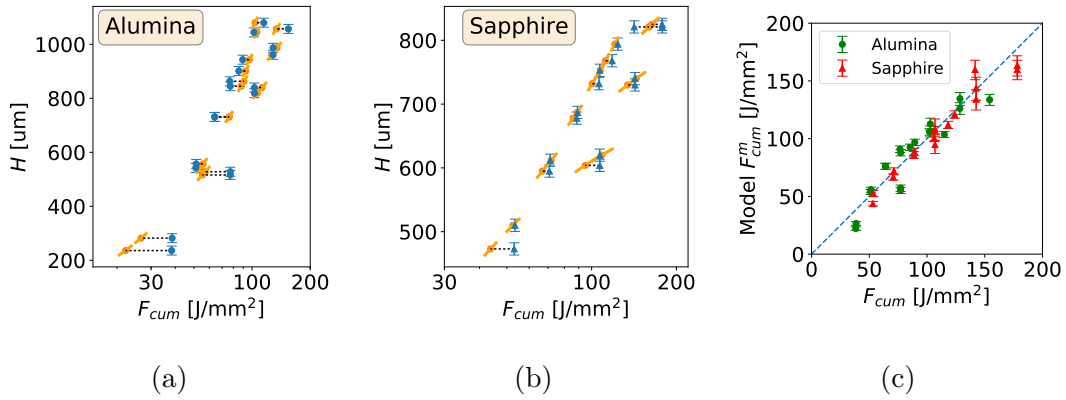 Alumina
1000
800
600
400
200
H [um]
30
100
200
F_cum [J/mm²]
(a)
Sapphire
800
700
600
500
H [um]
30
100
200
F_cum [J/mm²]
(b)
Alumina
Sapphire
200
150
100
50
0
Model F^m_cum [J/mm²]
0
50
100
150
200
F_cum [J/mm²]
(c)